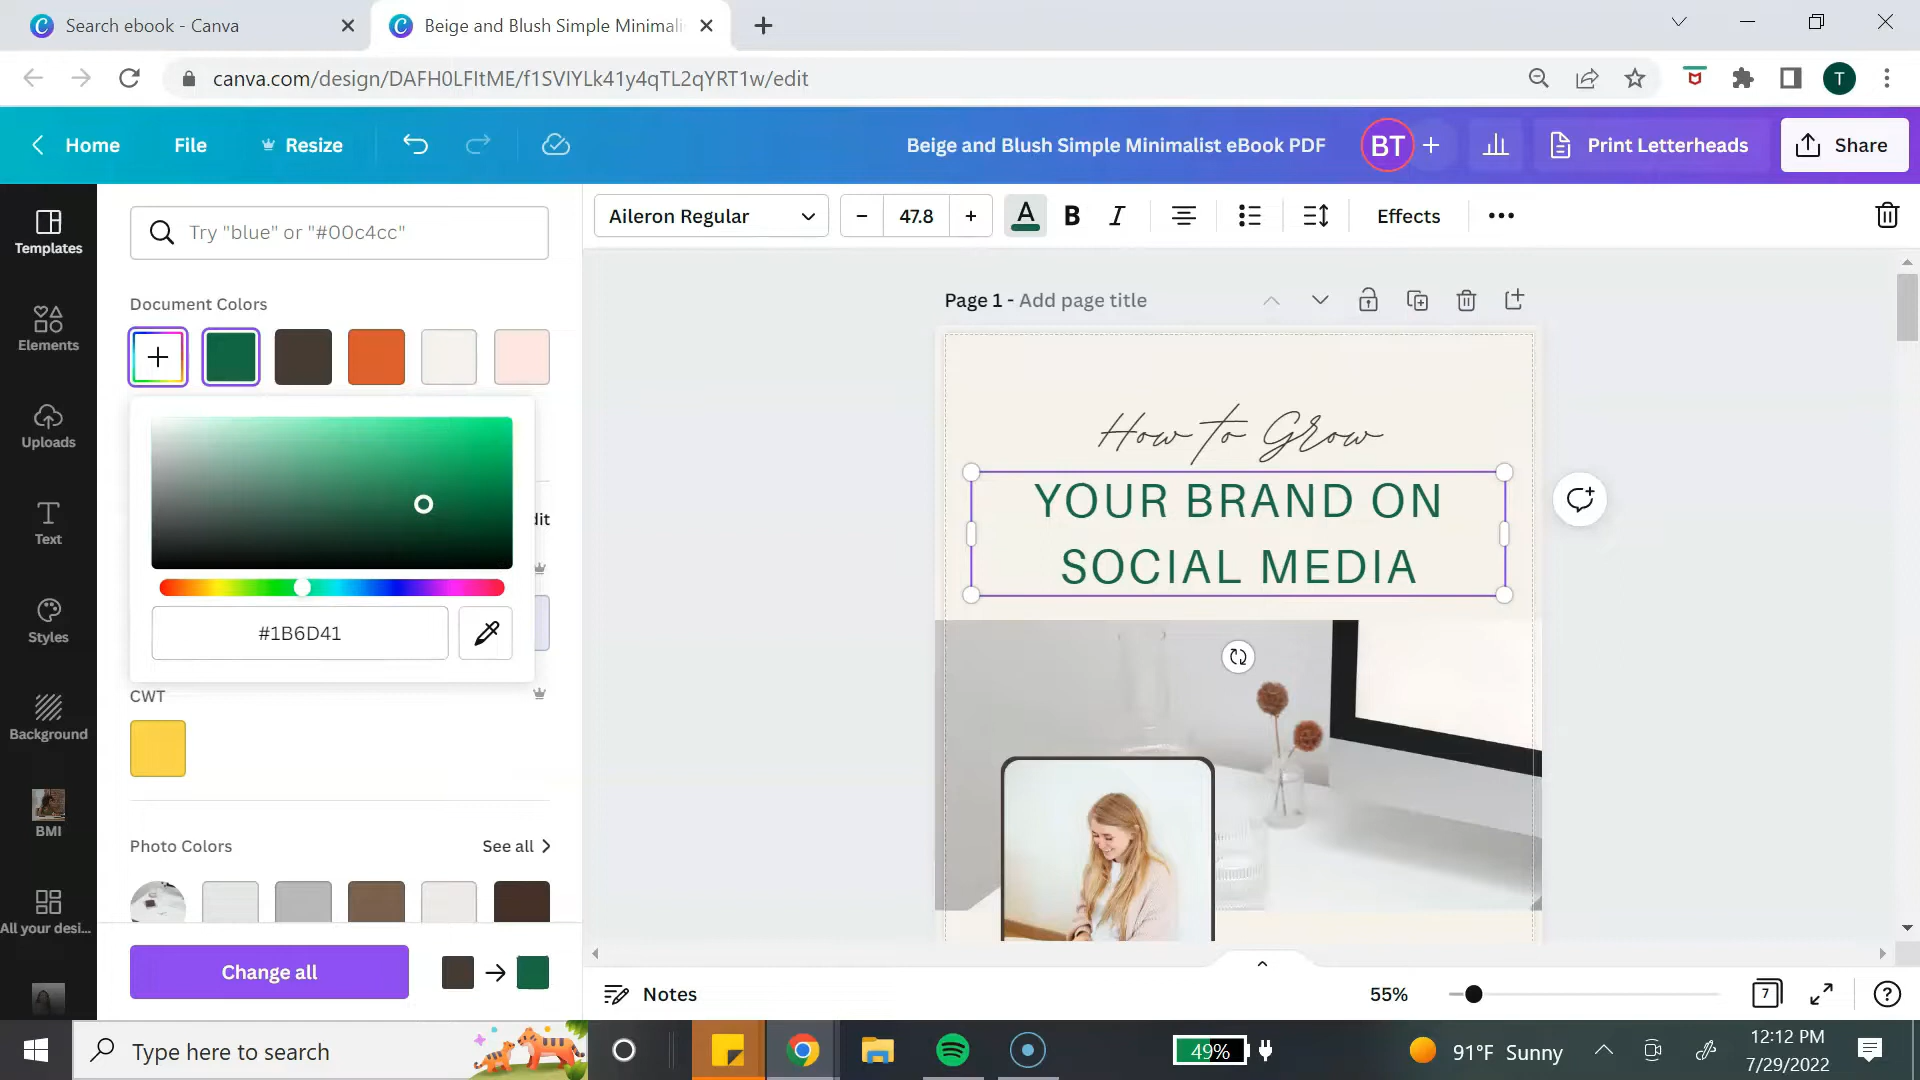 Search ebook - Canva
Beige and Blush Simple Minimali
canva.com/design/DAFH0LFItME/f1SVIYLk41y4qTL2qYRT1w/edit
T
Home
File
Resize
Beige and Blush Simple Minimalist eBook PDF
BT
Print Letterheads
Share
Templates
Elements
Uploads
Text
Styles
Background
BMI
All your desi...
Try "blue" or "#00c4cc"
Document Colors
dit
#1B6D41
CWT
Photo Colors
See all
Change all
Aileron Regular
47.8
A
B
I
Effects
Page 1 - Add page title
How to Grow
YOUR BRAND ON
SOCIAL MEDIA
Notes
55%
7
?
Type here to search
49%
91°F Sunny
12:12 PM
7/29/2022